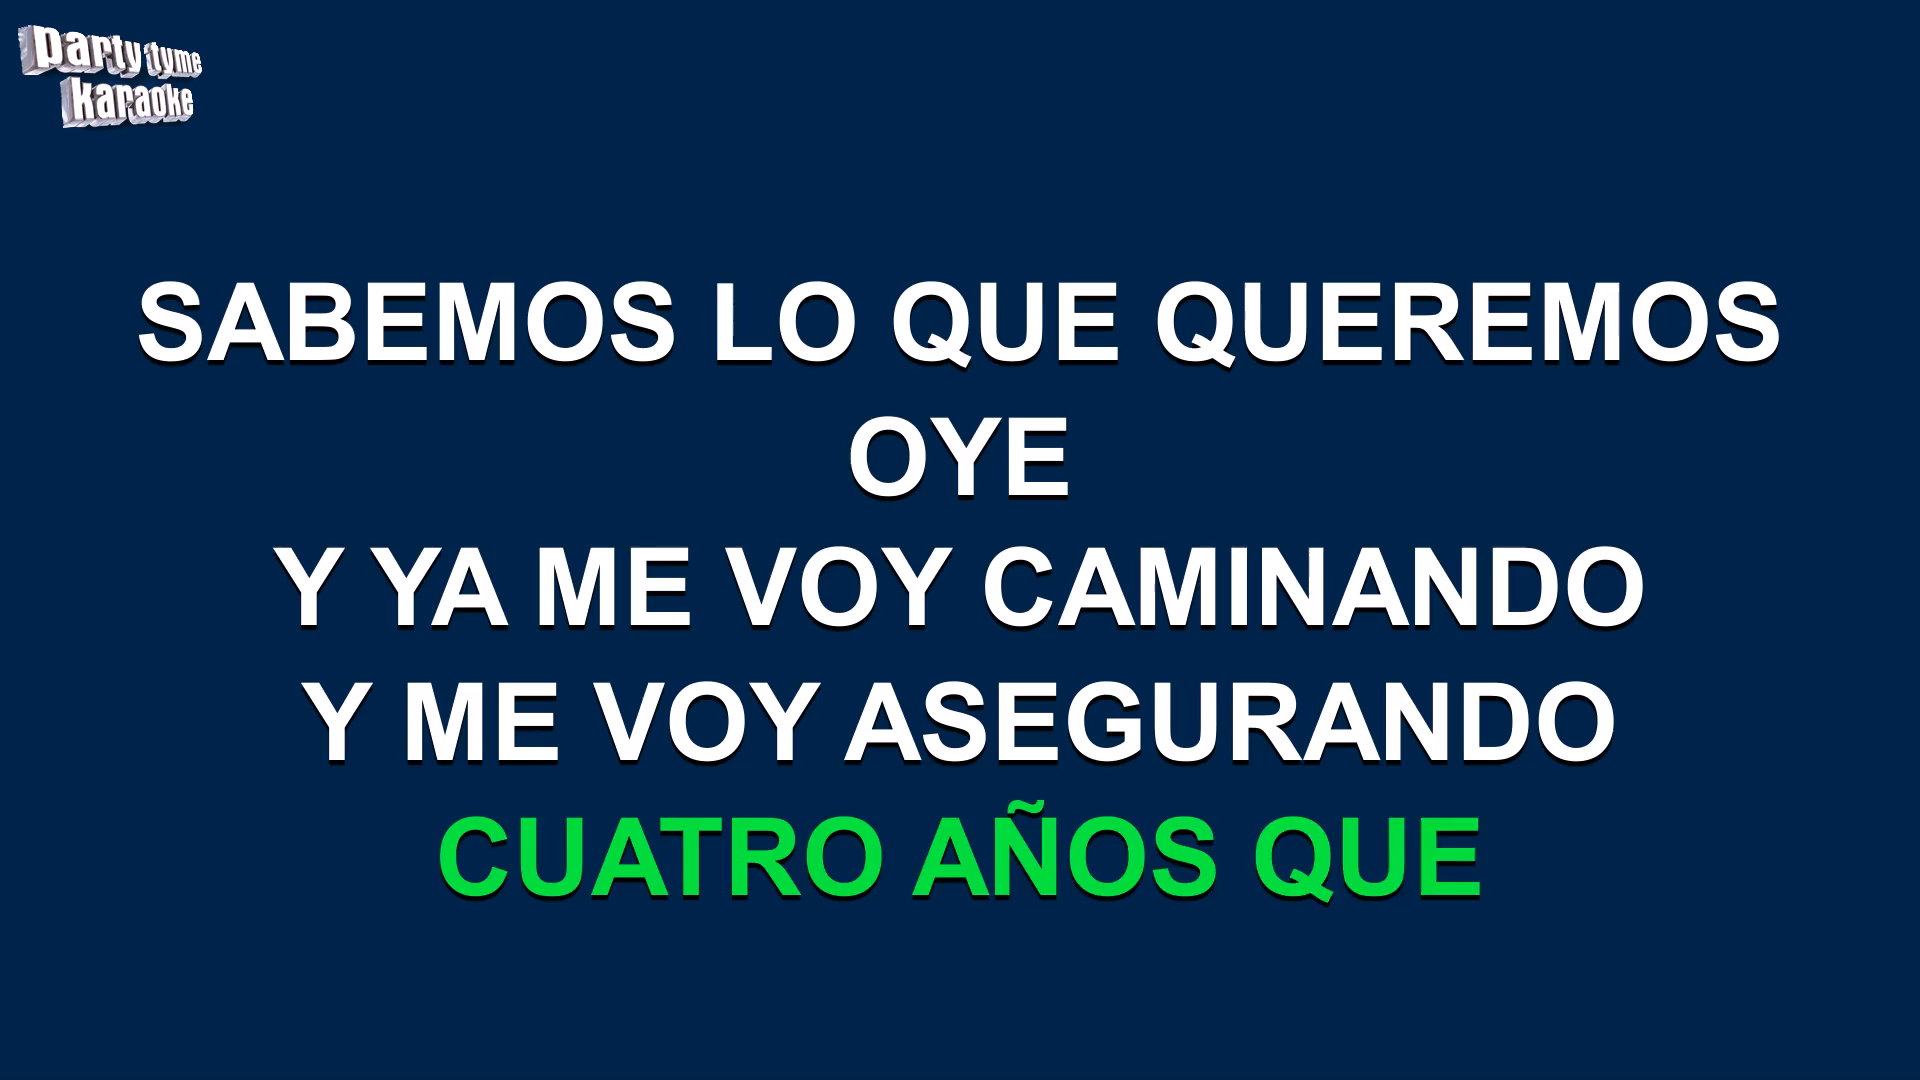 party tyme
karaoke
SABEMOS LO QUE QUEREMOS
OYE
Y YA ME VOY CAMINANDO
Y ME VOY ASEGURANDO
CUATRO AÑOS QUE